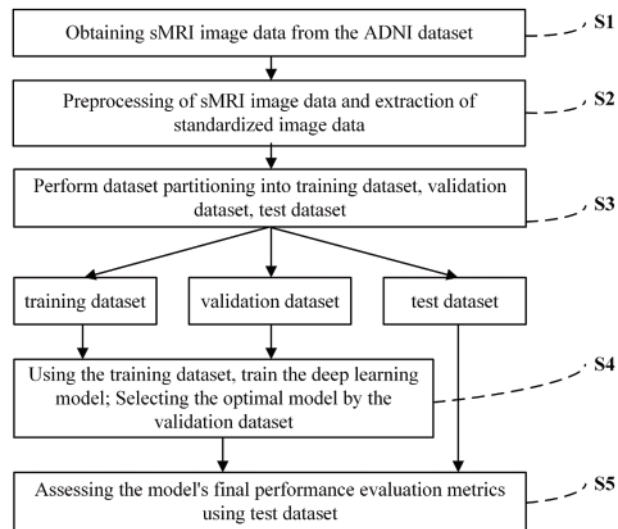 Obtaining sMRI image data from the ADNI dataset
S1
Preprocessing of sMRI image data and extraction of
standardized image data
S2
Perform dataset partitioning into training dataset, validation
dataset, test dataset
S3
training dataset
validation dataset
test dataset
Using the training dataset, train the deep learning
model; Selecting the optimal model by the
validation dataset
S4
Assessing the model's final performance evaluation metrics
using test dataset
S5